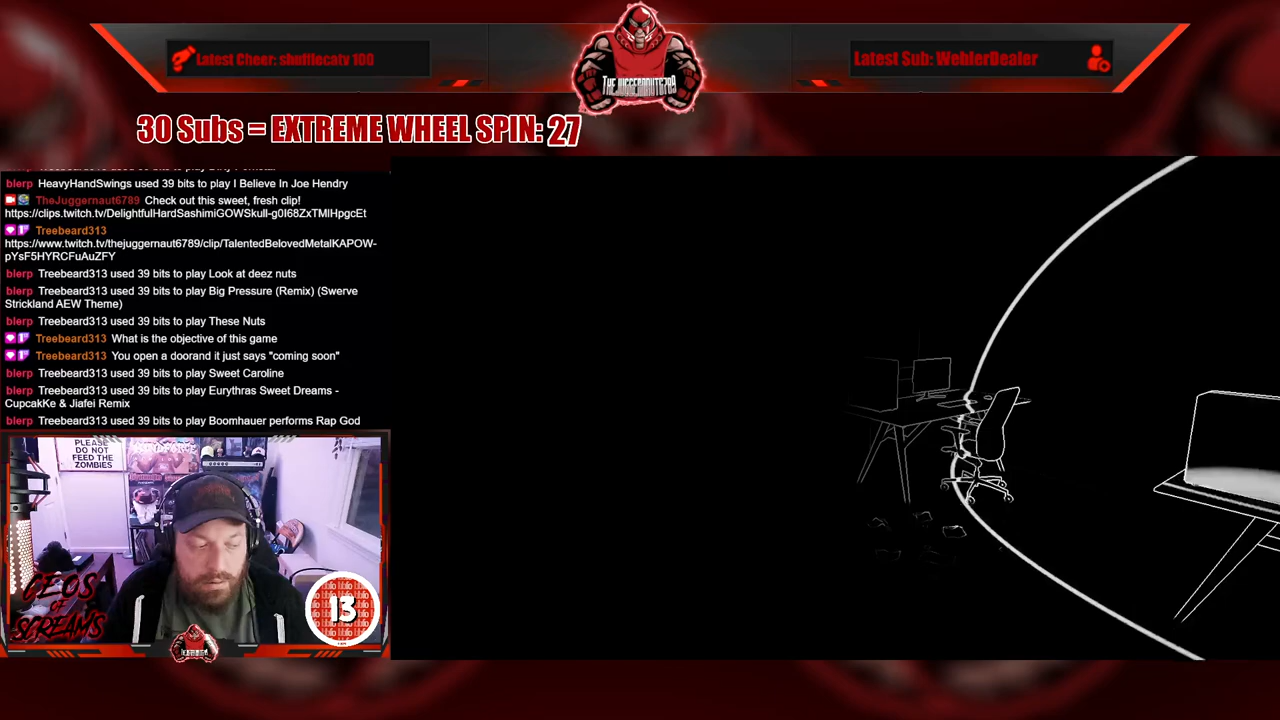 Latest Cheer: shufflecatv 100
THEJUGGERNAUT6789
Latest Sub: WehlerDealer
30 Subs = EXTREME WHEEL SPIN: 27
blerp HeavyHandSwings used 39 bits to play I Believe In Joe Hendry
TheJuggernaut6789 Check out this sweet, fresh clip!
https://clips.twitch.tv/DelightfulHardSashimiGOWSkull-g0I68ZxTMIHpgcEt
Treebeard313
https://www.twitch.tv/thejuggernaut6789/clip/TalentedBelovedMetalKAPOW-
pYsF5HYRCFuAuZFY
blerp Treebeard313 used 39 bits to play Look at deez nuts
blerp Treebeard313 used 39 bits to play Big Pressure (Remix) (Swerve
Strickland AEW Theme)
blerp Treebeard313 used 39 bits to play These Nuts
Treebeard313 What is the objective of this game
Treebeard313 You open a doorand it just says "coming soon"
blerp Treebeard313 used 39 bits to play Sweet Caroline
blerp Treebeard313 used 39 bits to play Eurythras Sweet Dreams -
CupcakKe & Jiafei Remix
blerp Treebeard313 used 39 bits to play Boomhauer performs Rap God
PLEASE
DO NOT
FEED THE
ZOMBIES
CEOS
OF
SCREAMS
13